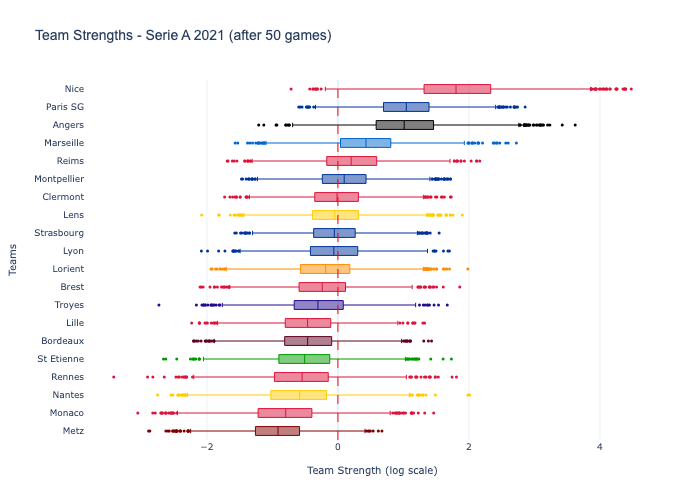 Team Strengths - Serie A 2021 (after 50 games)
Nice
Paris SG
Angers
Marseille
Reims
Montpellier
Clermont
Lens
Strasbourg
Lyon
Lorient
Brest
Troyes
Lille
Bordeaux
St Etienne
Rennes
Nantes
Monaco
Metz
Teams
−2 0 2 4
Team Strength (log scale)